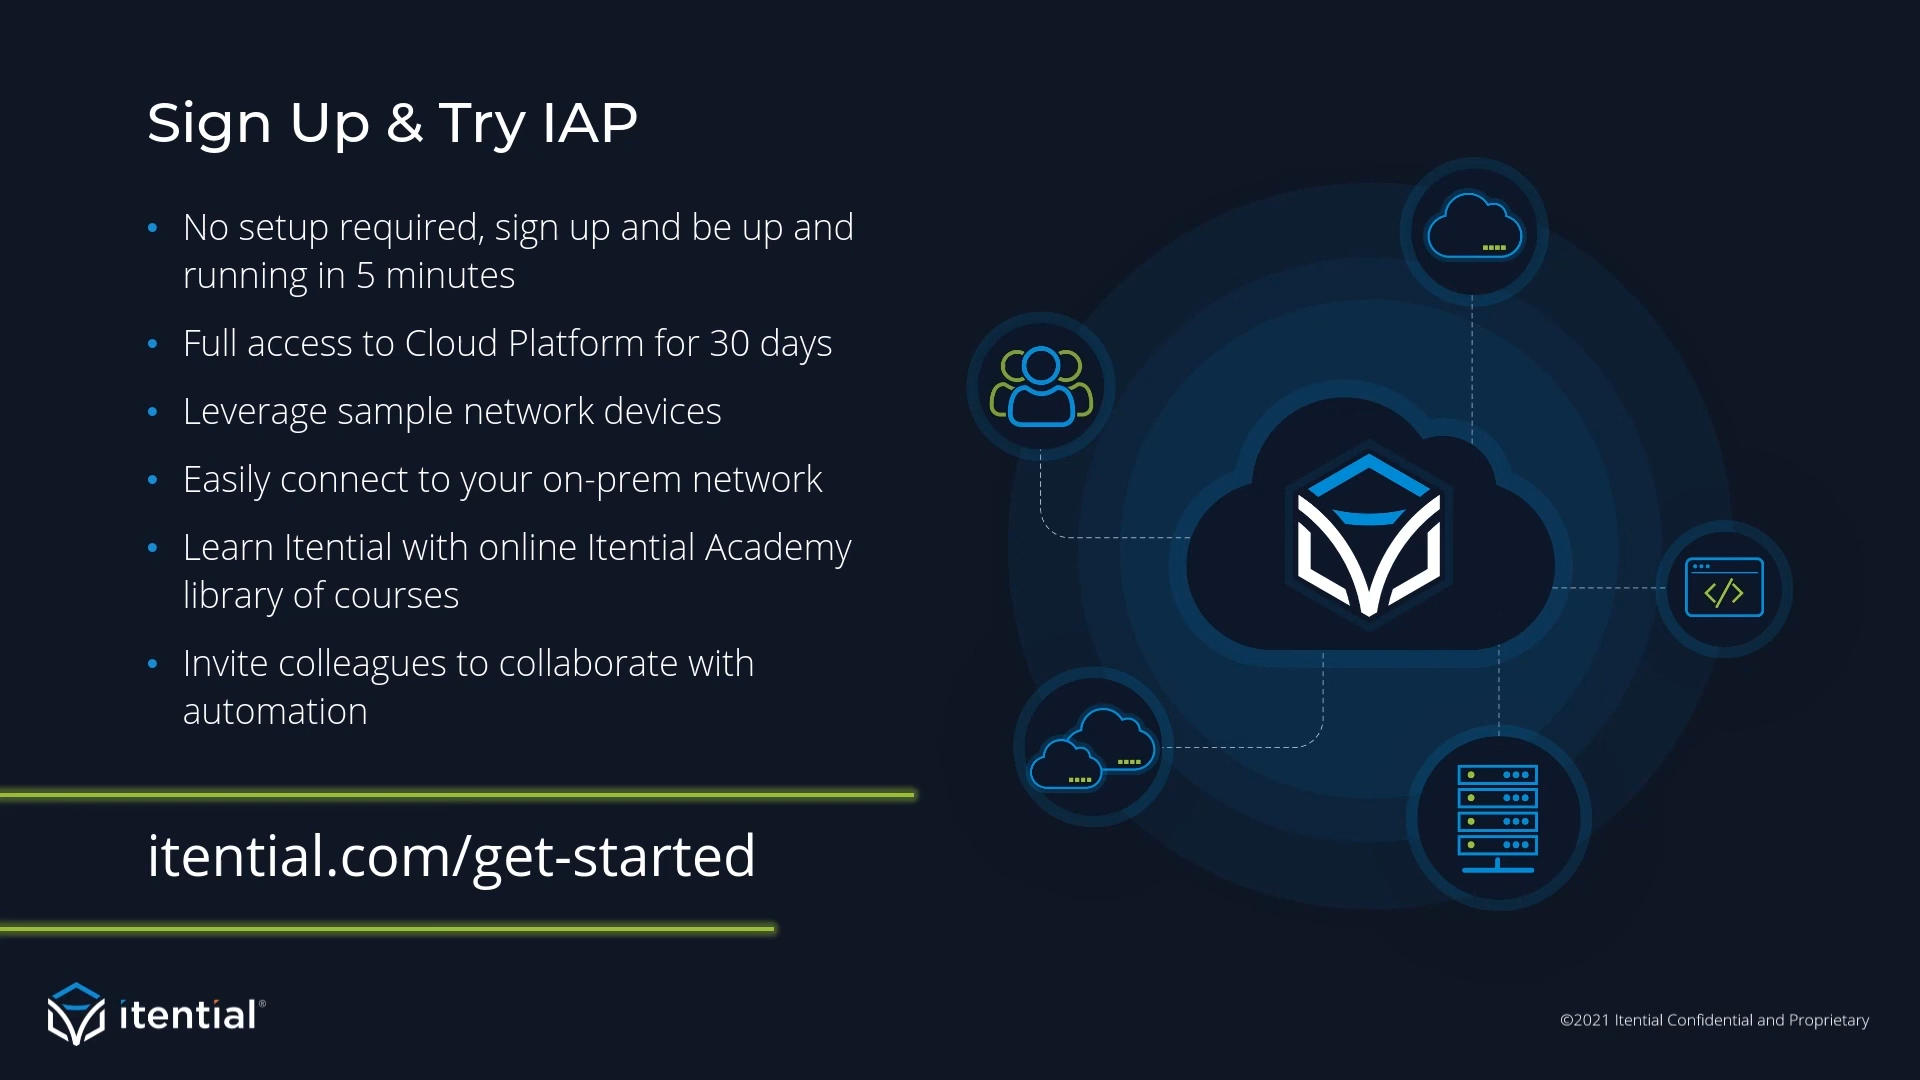 Sign Up & Try IAP
• No setup required, sign up and be up and
running in 5 minutes
• Full access to Cloud Platform for 30 days
• Leverage sample network devices
• Easily connect to your on-prem network
• Learn Itential with online Itential Academy
library of courses
• Invite colleagues to collaborate with
automation
itential.com/get-started
itential®
©2021 Itential Confidential and Proprietary